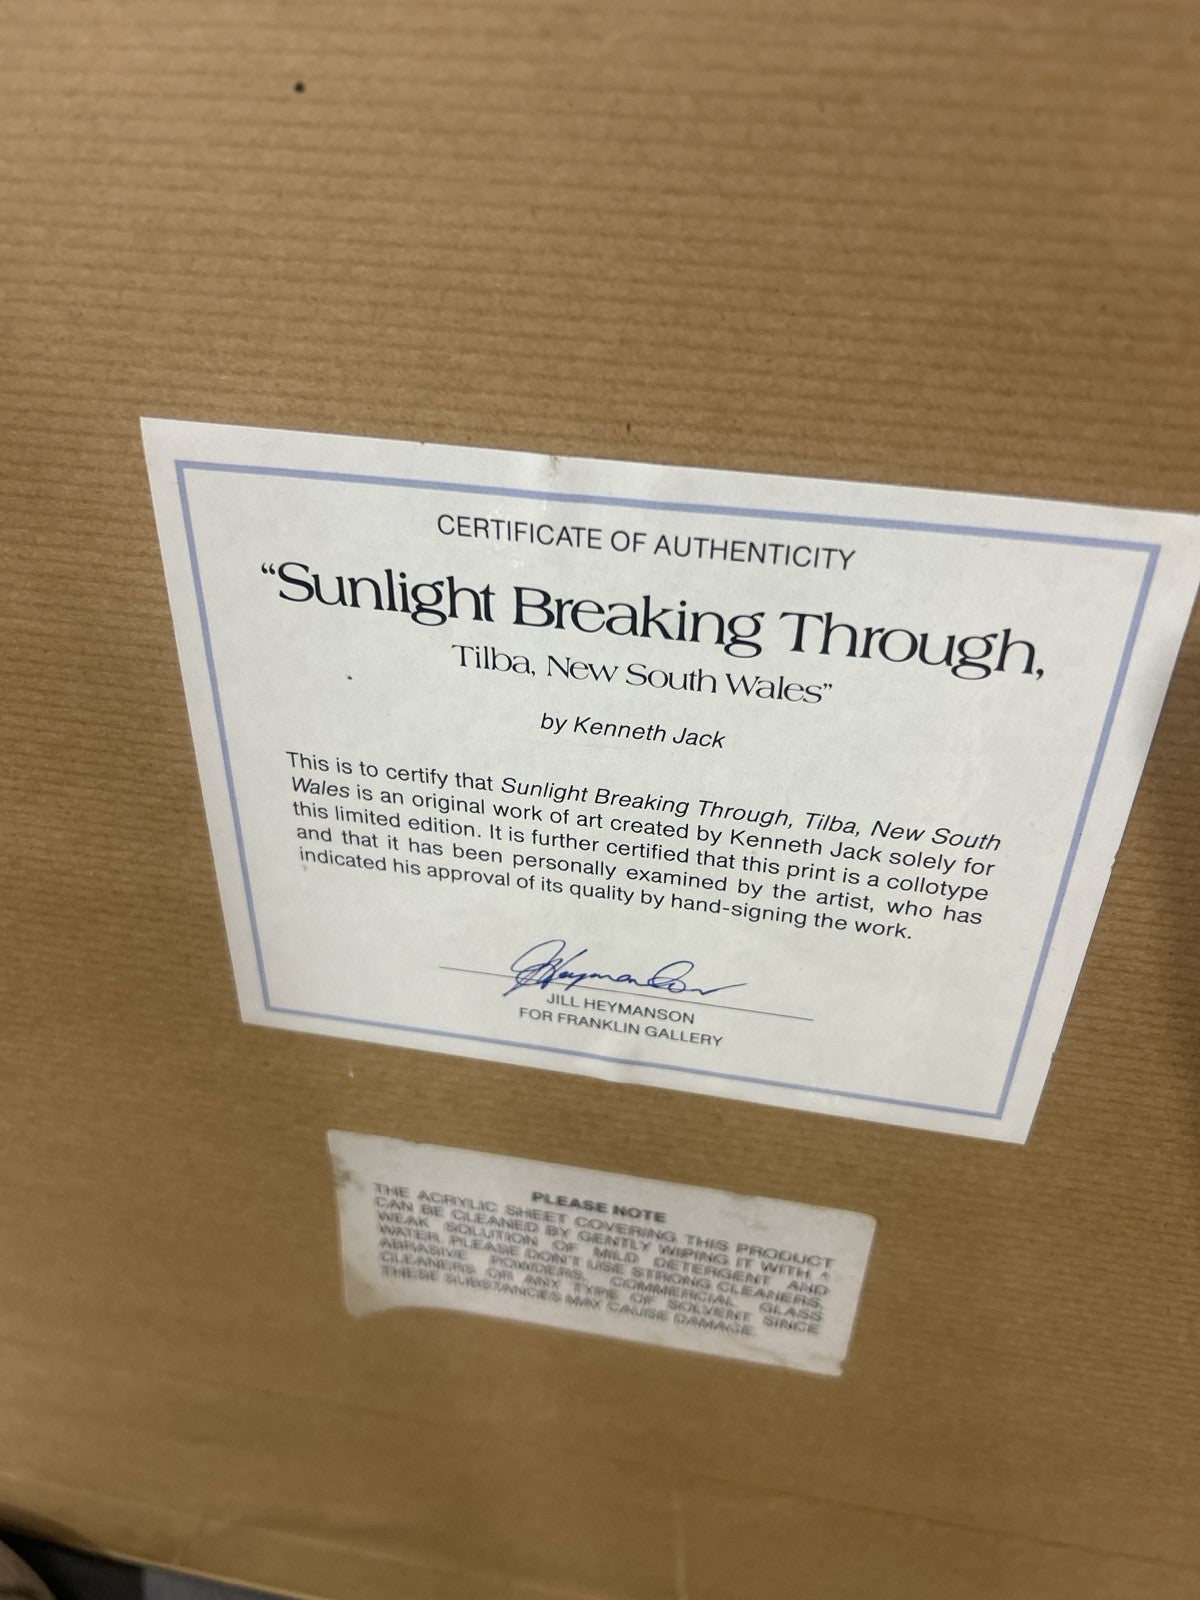 CERTIFICATE OF AUTHENTICITY
“Sunlight Breaking Through,
Tilba, New South Wales”
by Kenneth Jack
This is to certify that Sunlight Breaking Through, Tilba, New South
Wales is an original work of art created by Kenneth Jack solely for
this limited edition. It is further certified that this print is a collotype
and that it has been personally examined by the artist, who has
indicated his approval of its quality by hand-signing the work.
JHeymanson
JILL HEYMANSON
FOR FRANKLIN GALLERY
PLEASE NOTE
THE ACRYLIC SHEET COVERING THIS PRODUCT
CAN BE CLEANED BY GENTLY WIPING IT WITH A
WEAK SOLUTION OF MILD DETERGENT AND
WATER. PLEASE DON'T USE STRONG CLEANERS,
ABRASIVE POWDERS, COMMERCIAL GLASS
CLEANERS OR ANY TYPE OF SOLVENT SINCE
THESE SUBSTANCES MAY CAUSE DAMAGE.